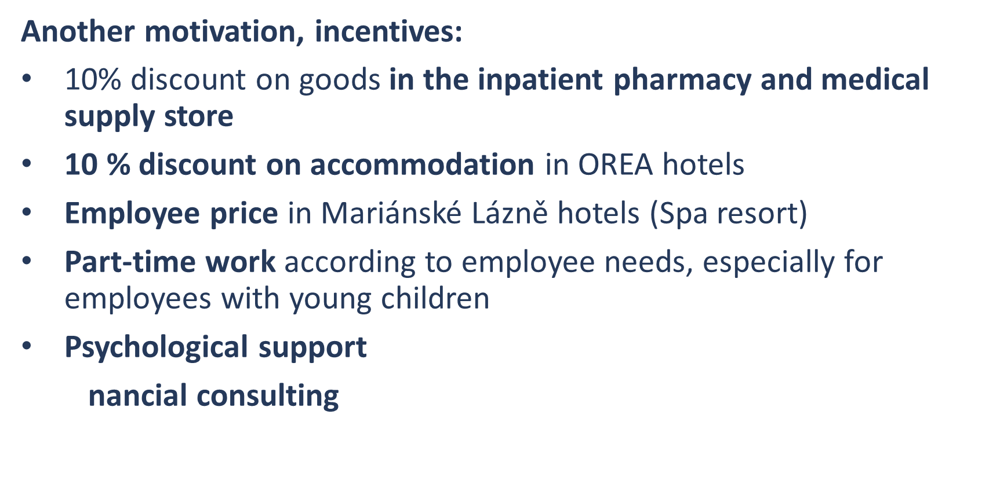 Another motivation, incentives:
• 10% discount on goods in the inpatient pharmacy and medical
supply store
• 10 % discount on accommodation in OREA hotels
• Employee price in Mariánské Lázně hotels (Spa resort)
• Part-time work according to employee needs, especially for
employees with young children
• Psychological support
nancial consulting